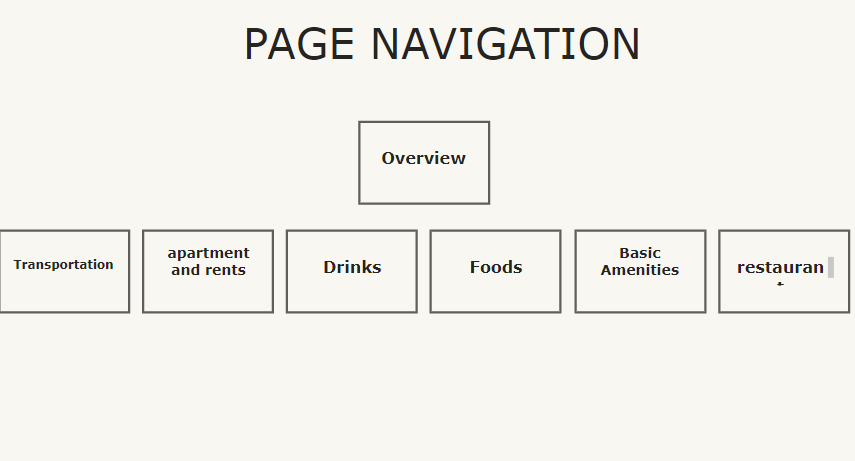 PAGE NAVIGATION
Overview
Transportation
apartment
and rents
Drinks
Foods
Basic
Amenities
restauran
t